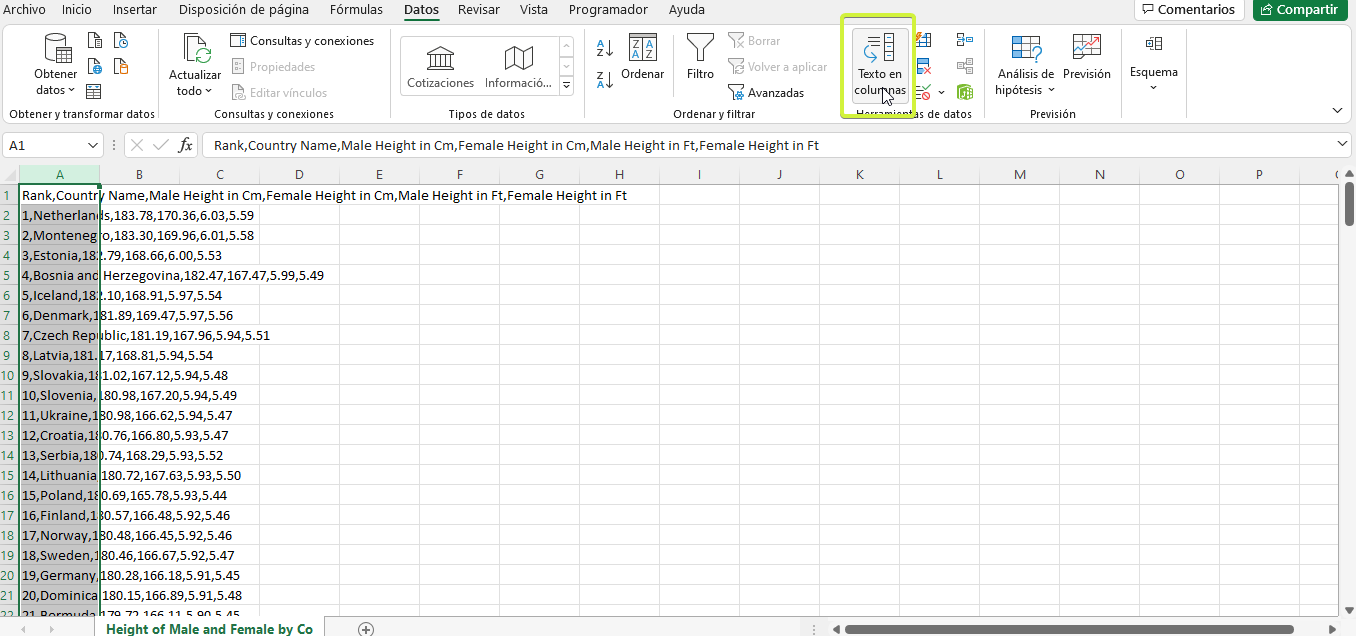 Archivo Inicio Insertar Disposición de página Fórmulas Datos Revisar Vista Programador Ayuda Comentarios Compartir
Obtener datos
Actualizar todo
Consultas y conexiones
Propiedades
Editar vínculos
Cotizaciones Informació...
Ordenar
Filtro
Borrar
Volver a aplicar
Avanzadas
Texto en columnas
Análisis de hipótesis
Previsión
Esquema
Obtener y transformar datos Consultas y conexiones Tipos de datos Ordenar y filtrar Herramientas de datos Previsión
A1 fx Rank,Country Name,Male Height in Cm,Female Height in Cm,Male Height in Ft,Female Height in Ft
A B C D E F G H I J K L M N O P
1 Rank,Country Name,Male Height in Cm,Female Height in Cm,Male Height in Ft,Female Height in Ft
2 1,Netherlands,183.78,170.36,6.03,5.59
3 2,Montenegro,183.30,169.96,6.01,5.58
4 3,Estonia,182.79,168.66,6.00,5.53
5 4,Bosnia and Herzegovina,182.47,167.47,5.99,5.49
6 5,Iceland,182.10,168.91,5.97,5.54
7 6,Denmark,181.89,169.47,5.97,5.56
8 7,Czech Republic,181.19,167.96,5.94,5.51
9 8,Latvia,181.17,168.81,5.94,5.54
10 9,Slovakia,181.02,167.12,5.94,5.48
11 10,Slovenia,180.98,167.20,5.94,5.49
12 11,Ukraine,180.98,166.62,5.94,5.47
13 12,Croatia,180.76,166.80,5.93,5.47
14 13,Serbia,180.74,168.29,5.93,5.52
15 14,Lithuania,180.72,167.63,5.93,5.50
16 15,Poland,180.69,165.78,5.93,5.44
17 16,Finland,180.57,166.48,5.92,5.46
18 17,Norway,180.48,166.45,5.92,5.46
19 18,Sweden,180.46,166.67,5.92,5.47
20 19,Germany,180.28,166.18,5.91,5.45
21 20,Dominica,180.15,166.89,5.91,5.48
22 21,Bermuda,179.72,166.11,5.90,5.45
Height of Male and Female by Co